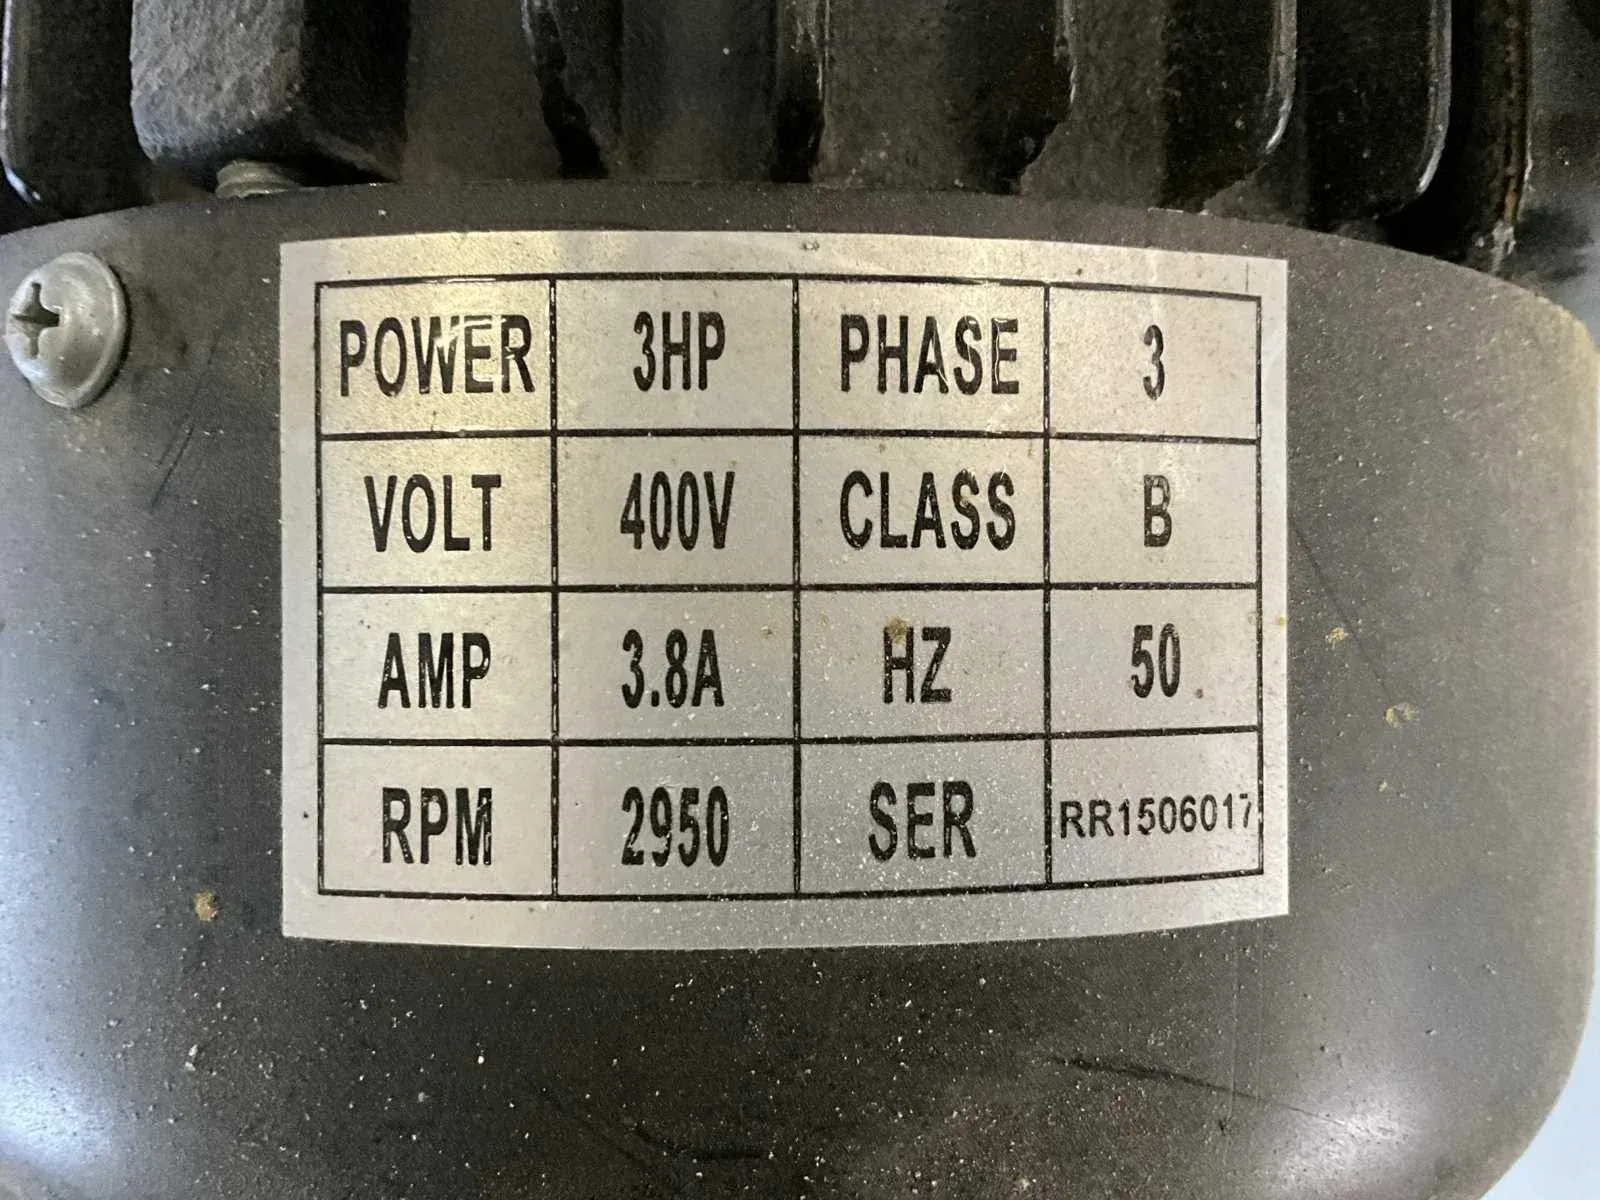 POWER 3HP PHASE 3
VOLT 400V CLASS B
AMP 3.8A HZ 50
RPM 2950 SER RR1506017